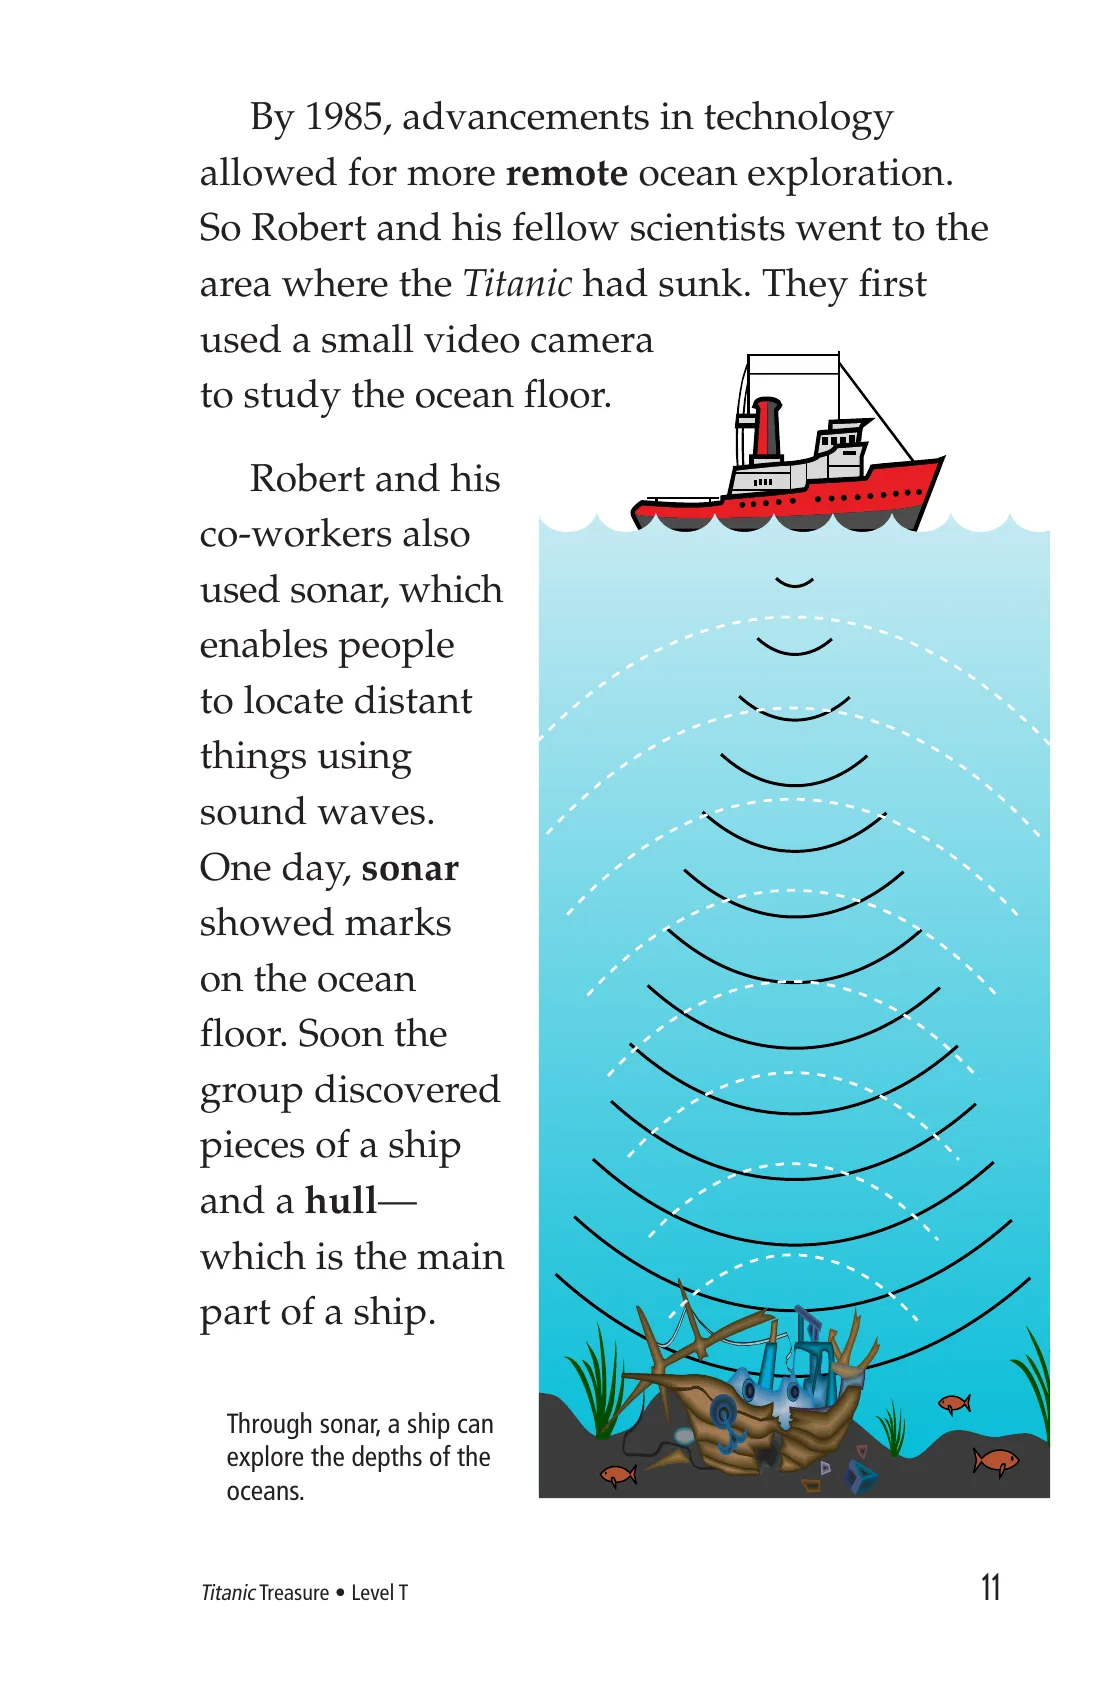 By 1985, advancements in technology
allowed for more remote ocean exploration.
So Robert and his fellow scientists went to the
area where the Titanic had sunk. They first
used a small video camera
to study the ocean floor.
Robert and his
co-workers also
used sonar, which
enables people
to locate distant
things using
sound waves.
One day, sonar
showed marks
on the ocean
floor. Soon the
group discovered
pieces of a ship
and a hull—
which is the main
part of a ship.
Through sonar, a ship can
explore the depths of the
oceans.
Titanic Treasure • Level T
11